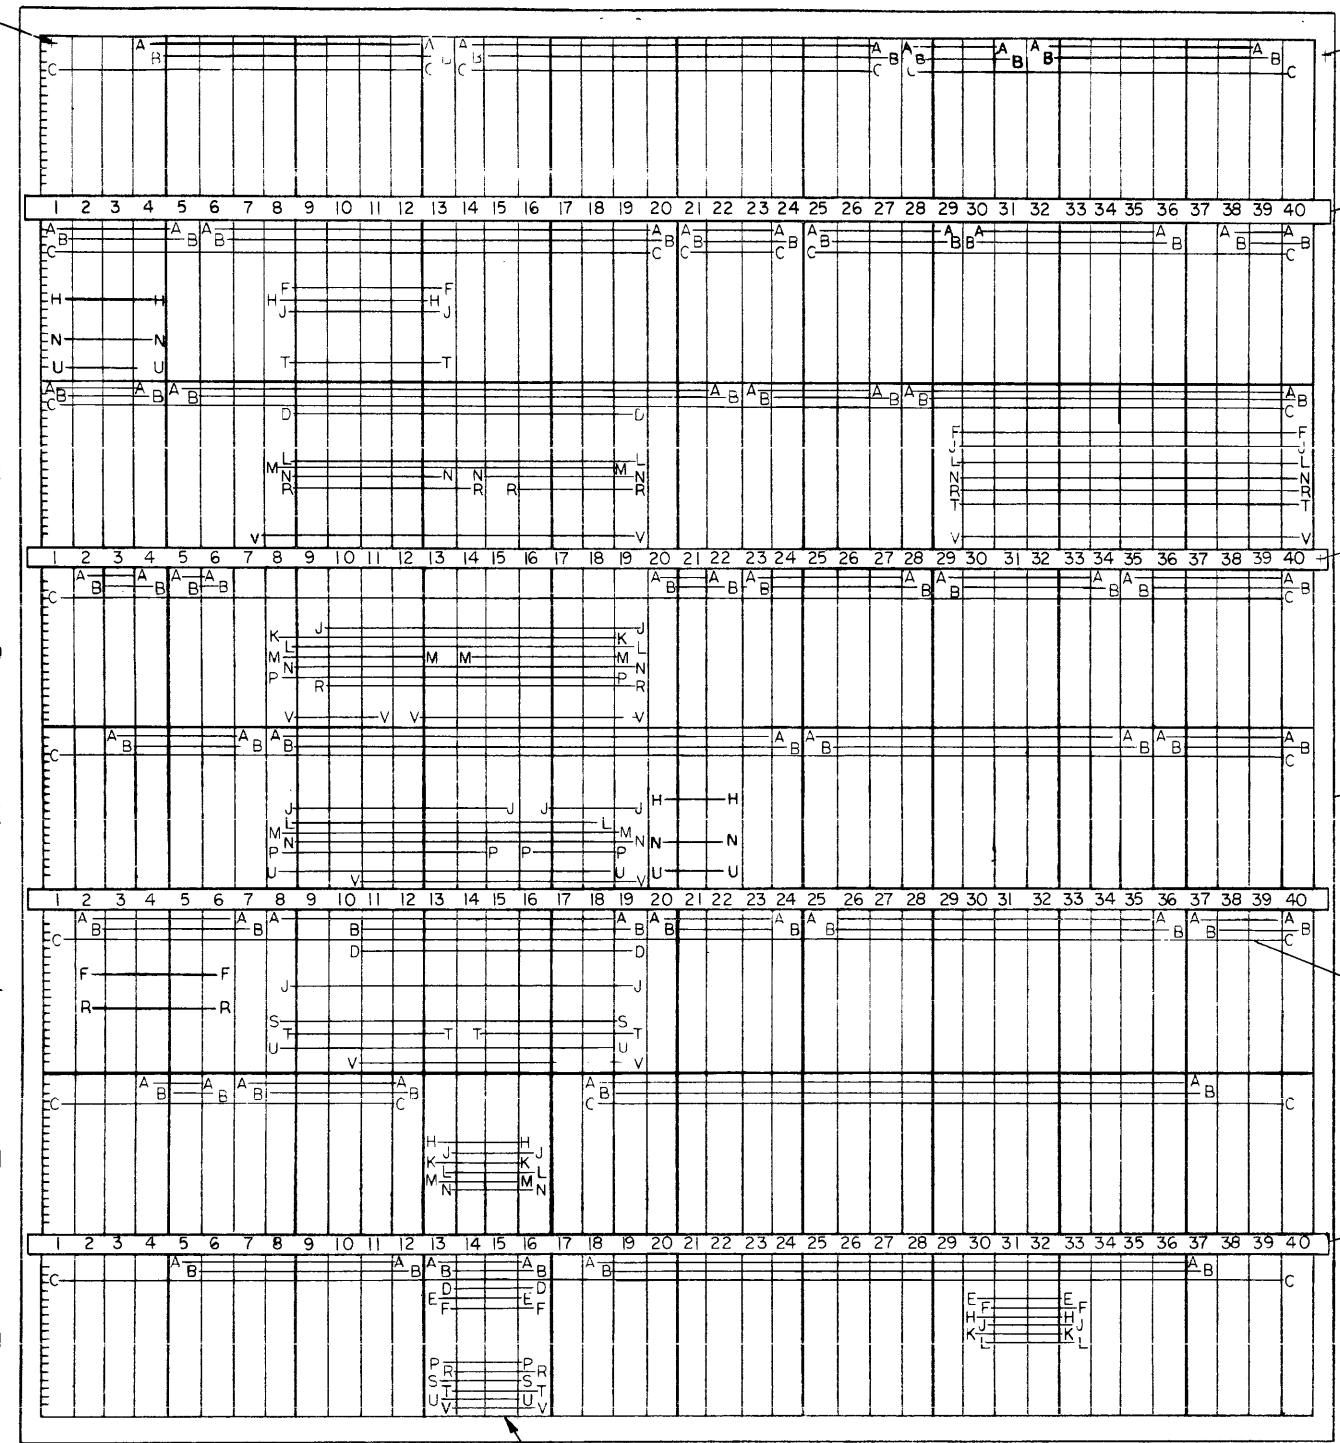 A A A A A A A A
B B B B B B B
C C C C C C
1 2 3 4 5 6 7 8 9 10 11 12 13 14 15 16 17 18 19 20 21 22 23 24 25 26 27 28 29 30 31 32 33 34 35 36 37 38 39 40
A A A A A A A A A A A A
B B B B B B B B B B B B
C C C C C C
F F
H H H H
J J
N N
T T
U U
A A A A A A A A
B B B B B B B B
C C
D D
F F
J J
L L L L
M M
N N N N N N
R R R R R R
T T
V V V V
1 2 3 4 5 6 7 8 9 10 11 12 13 14 15 16 17 18 19 20 21 22 23 24 25 26 27 28 29 30 31 32 33 34 35 36 37 38 39 40
A A A A A A A A A A A A
B B B B B B B B B B B B
C C
J J
K K
L L
M M M M
N N
P P
R R
V V V V
A A A A A A A A
B B B B B B B B
C C
H H
J J J J
L L
M M
N N N N
P P P P
U U U U
V V
1 2 3 4 5 6 7 8 9 10 11 12 13 14 15 16 17 18 19 20 21 22 23 24 25 26 27 28 29 30 31 32 33 34 35 36 37 38 39 40
A A A A A A A A A A
B B B B B B B B B B
C C
D D
F F
J J
R R
S S
T T T T
U U
V V
A A A A A A
B B B B B B
C C C C
H H
J J
K K
L L
M M
N N
1 2 3 4 5 6 7 8 9 10 11 12 13 14 15 16 17 18 19 20 21 22 23 24 25 26 27 28 29 30 31 32 33 34 35 36 37 38 39 40
A A A A A A
B B B B B B
C C
D D
E E E E
F F F F
H H
J J
K K
L L
P P
R R
S S
T T
U U
V V